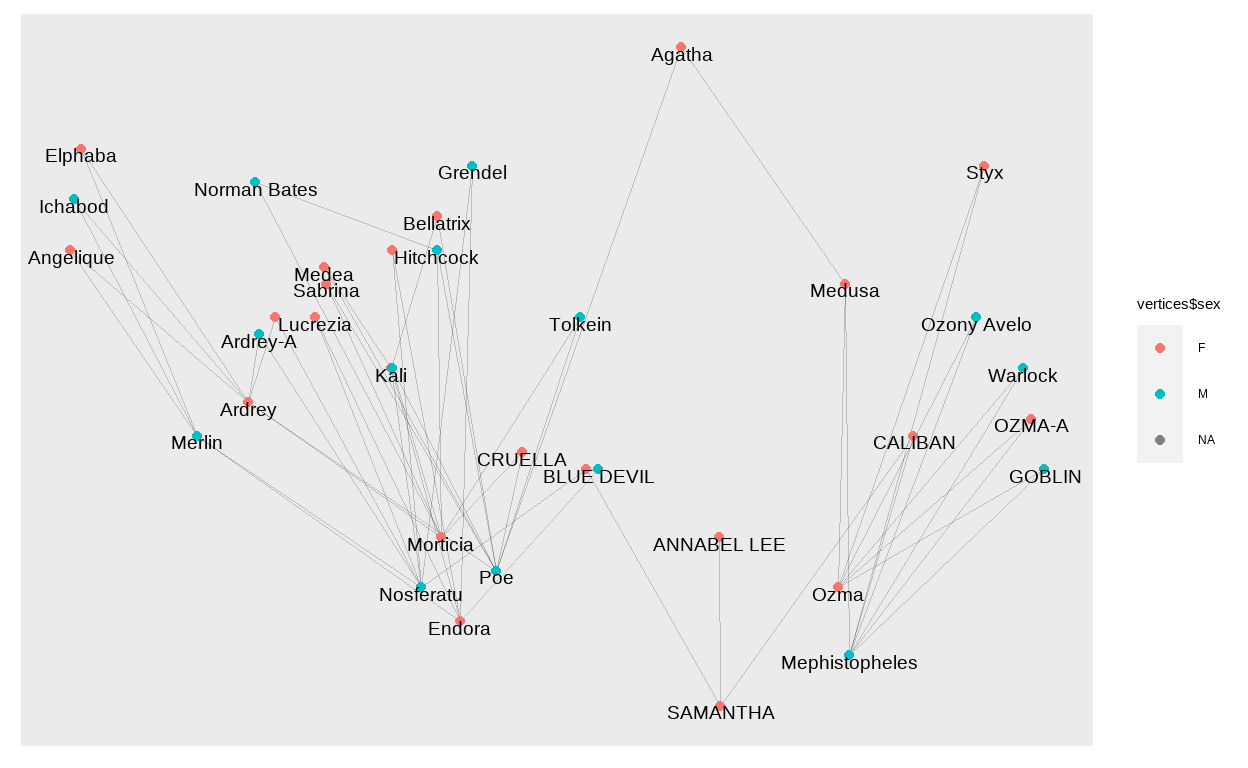 Agatha
Elphaba
Grendel
Styx
Norman Bates
Ichabod
Bellatrix
Angelique
Hitchcock
Medea
Sabrina
Medusa
Lucrezia
Tolkein
Ozony Avelo
Ardrey-A
Kali
Warlock
Ardrey
OZMA-A
Merlin
CALIBAN
CRUELLA
BLUE DEVIL
GOBLIN
Morticia
ANNABEL LEE
Poe
Nosferatu
Ozma
Endora
Mephistopheles
SAMANTHA
vertices$sex
F
M
NA